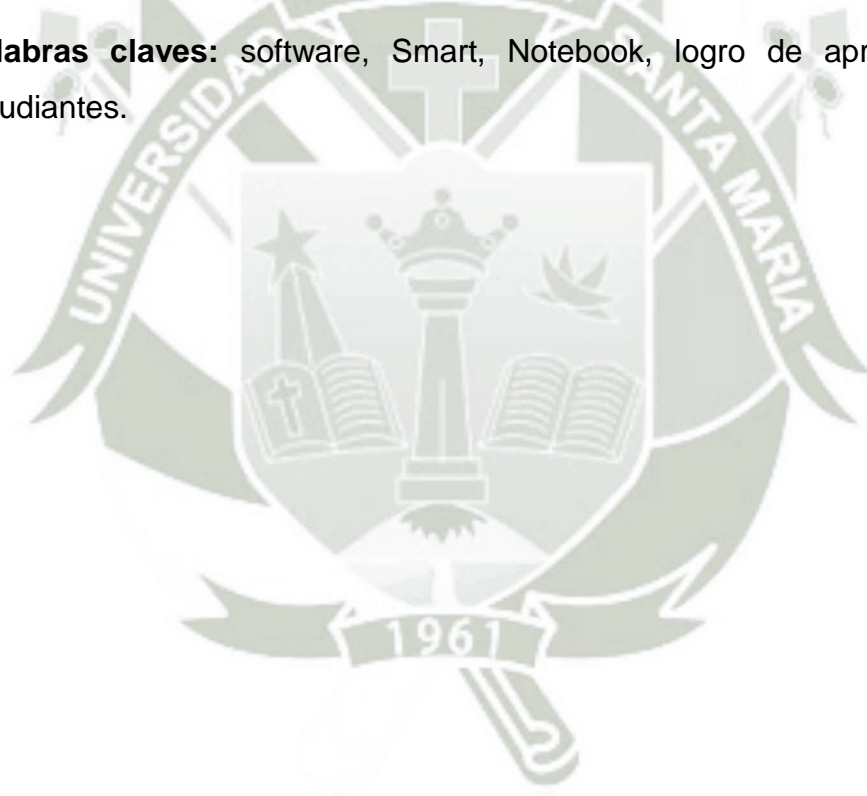 labras claves: software, Smart, Notebook, logro de apr
udiantes.
UNIVERSIDAD
SANTA MARIA
1961